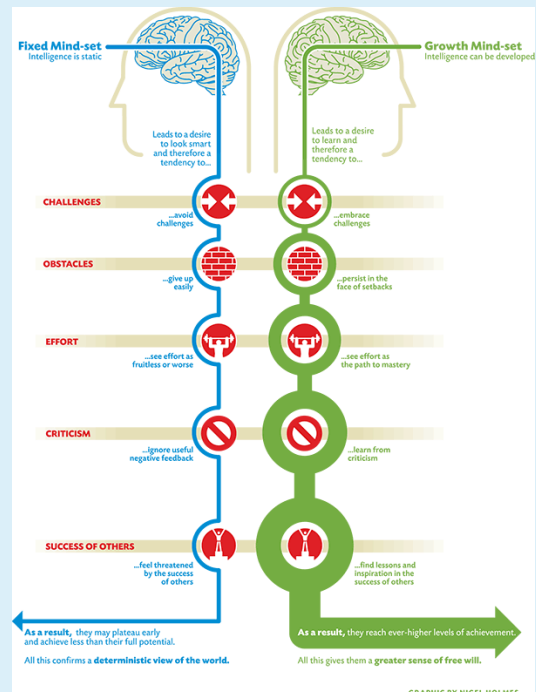 Fixed Mind-set
Intelligence is static
Growth Mind-set
Intelligence can be developed
Leads to a desire
to look smart
and therefore a
tendency to...
Leads to a desire
to learn and
therefore a
tendency to...
CHALLENGES
...avoid
challenges
...embrace
challenges
OBSTACLES
...give up
easily
...persist in the
face of setbacks
EFFORT
...see effort as
fruitless or worse
...see effort as
the path to mastery
CRITICISM
...ignore useful
negative feedback
...learn from
criticism
SUCCESS OF OTHERS
...feel threatened
by the success
of others
...find lessons and
inspiration in the
success of others
As a result, they may plateau early
and achieve less than their full potential.
All this confirms a deterministic view of the world.
As a result, they reach ever-higher levels of achievement.
All this gives them a greater sense of free will.
GRAPHIC BY NIGEL HOLMES